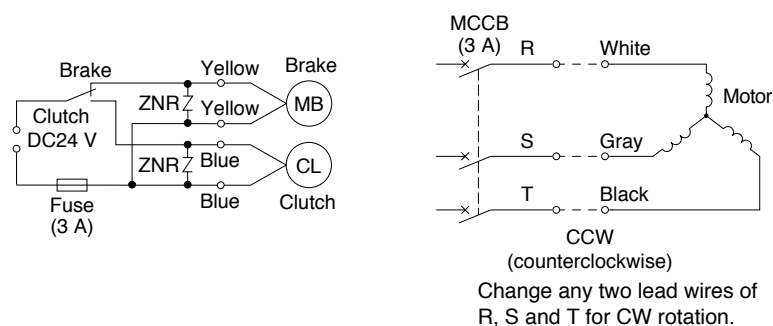 Brake
Clutch
DC24 V
Fuse
(3 A)
ZNR
Yellow
Yellow
Brake
MB
ZNR
Blue
Blue
CL
Clutch
MCCB
(3 A)
R
White
Motor
S
Gray
T
Black
CCW
(counterclockwise)
Change any two lead wires of
R, S and T for CW rotation.